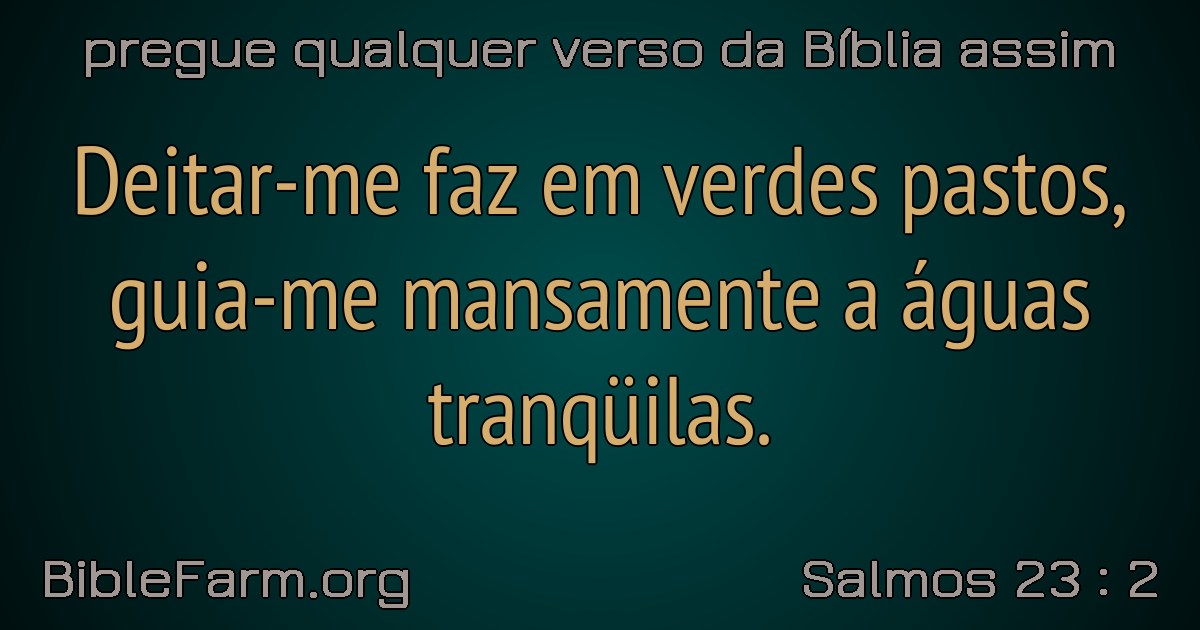 pregue qualquer verso da Bíblia assim
Deitar-me faz em verdes pastos,
guia-me mansamente a águas
tranqüilas.
BibleFarm.org
Salmos 23 : 2